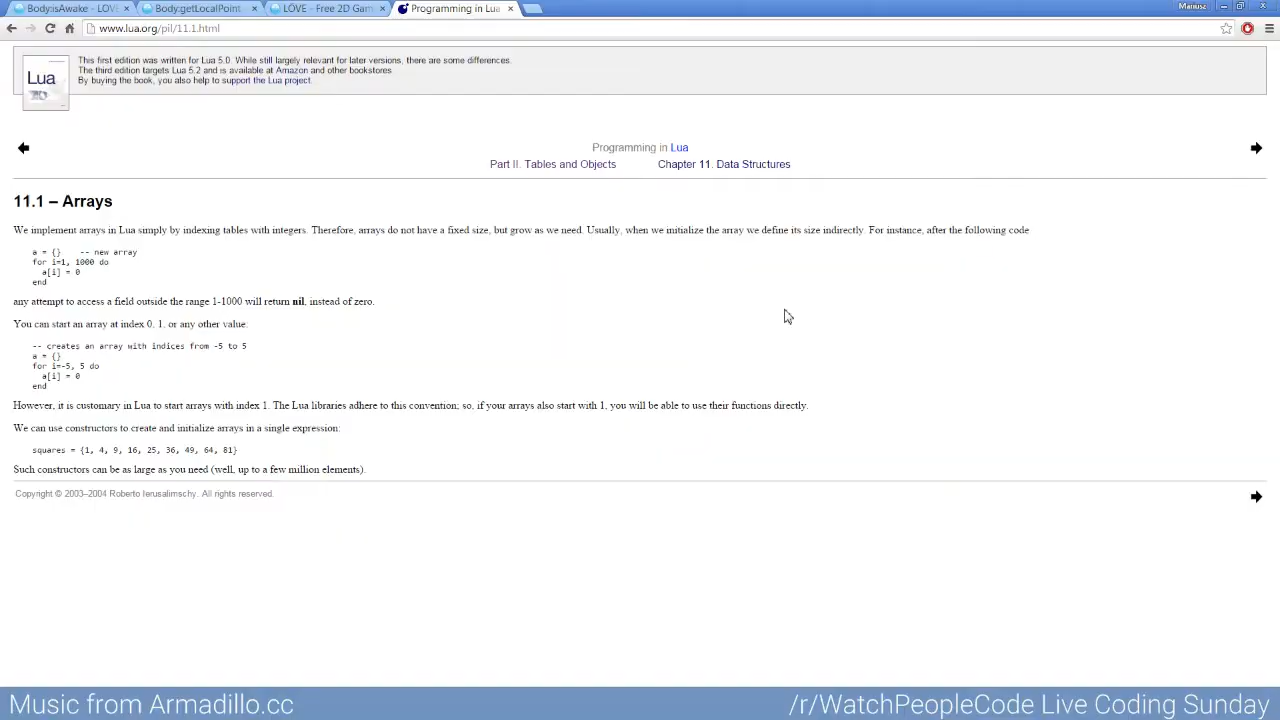 Body:isAwake - LÖVE
Body:getLocalPoint
LÖVE - Free 2D Gam
Programming in Lua
Mariusz
www.lua.org/pil/11.1.html
This first edition was written for Lua 5.0. While still largely relevant for later versions, there are some differences.
The third edition targets Lua 5.2 and is available at Amazon and other bookstores
By buying the book, you also help to support the Lua project.
Lua
Programming in Lua
Part II. Tables and Objects Chapter 11. Data Structures
11.1 – Arrays
We implement arrays in Lua simply by indexing tables with integers. Therefore, arrays do not have a fixed size, but grow as we need. Usually, when we initialize the array we define its size indirectly. For instance, after the following code
a = {} -- new array
for i=1, 1000 do
a[i] = 0
end
any attempt to access a field outside the range 1-1000 will return nil, instead of zero.
You can start an array at index 0, 1, or any other value:
-- creates an array with indices from -5 to 5
a = {}
for i=-5, 5 do
a[i] = 0
end
However, it is customary in Lua to start arrays with index 1. The Lua libraries adhere to this convention; so, if your arrays also start with 1, you will be able to use their functions directly.
We can use constructors to create and initialize arrays in a single expression:
squares = {1, 4, 9, 16, 25, 36, 49, 64, 81}
Such constructors can be as large as you need (well, up to a few million elements).
Copyright © 2003–2004 Roberto Ierusalimschy. All rights reserved.
Music from Armadillo.cc
/r/WatchPeopleCode Live Coding Sunday